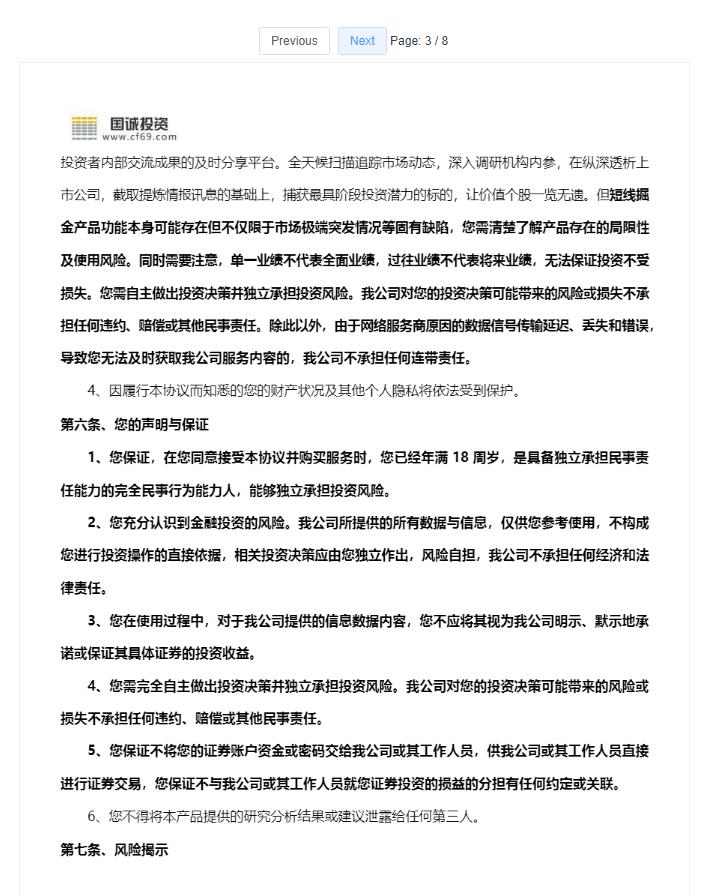 Previous Next Page: 3 / 8
国诚投资
www.cf69.com
投资者内部交流成果的及时分享平台。全天候扫描追踪市场动态，深入调研机构内参，在纵深透析上
市公司，截取提炼情报讯息的基础上，捕获最具阶段投资潜力的标的，让价值个股一览无遗。但短线掘
金产品功能本身可能存在但不仅限于市场极端突发情况等固有缺陷，您需清楚了解产品存在的局限性
及使用风险。同时需要注意，单一业绩不代表全面业绩，过往业绩不代表将来业绩，无法保证投资不受
损失。您需自主做出投资决策并独立承担投资风险。我公司对您的投资决策可能带来的风险或损失不承
担任何违约、赔偿或其他民事责任。除此以外，由于网络服务商原因的数据信号传输延迟、丢失和错误，
导致您无法及时获取我公司服务内容的，我公司不承担任何连带责任。
4、因履行本协议而知悉的您的财产状况及其他个人隐私将依法受到保护。
第六条、您的声明与保证
1、您保证，在您同意接受本协议并购买服务时，您已经年满 18 周岁，是具备独立承担民事责
任能力的完全民事行为能力人，能够独立承担投资风险。
2、您充分认识到金融投资的风险。我公司所提供的所有数据与信息，仅供您参考使用，不构成
您进行投资操作的直接依据，相关投资决策应由您独立作出，风险自担，我公司不承担任何经济和法
律责任。
3、您在使用过程中，对于我公司提供的信息数据内容，您不应将其视为我公司明示、默示地承
诺或保证其具体证券的投资收益。
4、您需完全自主做出投资决策并独立承担投资风险。我公司对您的投资决策可能带来的风险或
损失不承担任何违约、赔偿或其他民事责任。
5、您保证不将您的证券账户资金或密码交给我公司或其工作人员，供我公司或其工作人员直接
进行证券交易，您保证不与我公司或其工作人员就您证券投资的损益的分担有任何约定或关联。
6、您不得将本产品提供的研究分析结果或建议泄露给任何第三人。
第七条、风险揭示